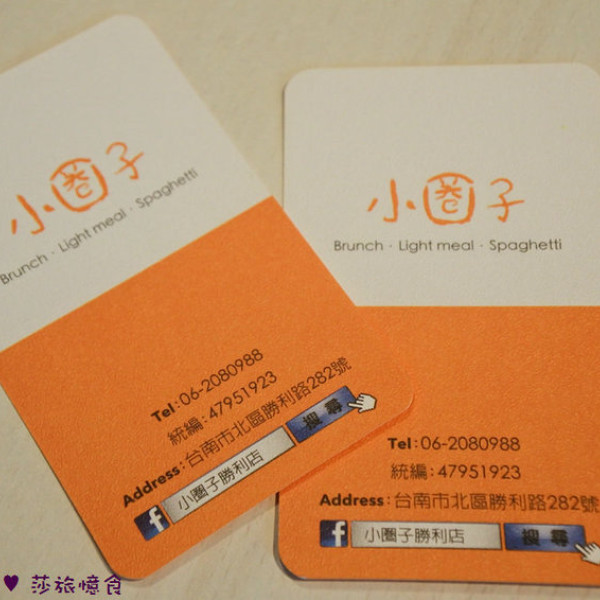 小圈子
Brunch · Light meal · Spaghetti
Tel:06-2080988
統編:47951923
Address:台南市北區勝利路282號
f 小圈子勝利店 搜尋
小圈子
Brunch · Light meal · Spaghetti
Tel:06-2080988
統編:47951923
Address:台南市北區勝利路282號
f 小圈子勝利店 搜尋
♥ 莎旅憶食